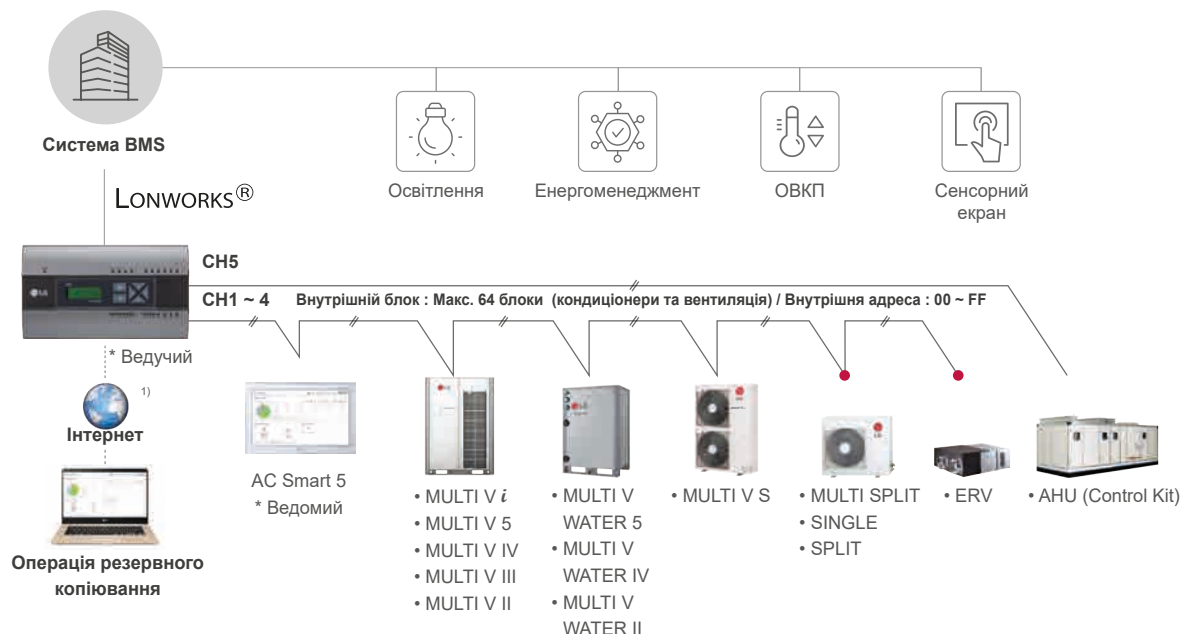 Система BMS
LONWORKS®
Освітлення
Енергоменеджмент
ОВКП
Сенсорний
екран
CH5
CH1 ~ 4
Внутрішній блок : Макс. 64 блоки (кондиціонери та вентиляція) / Внутрішня адреса : 00 ~ FF
LG
* Ведучий
1)
Інтернет
Операція резервного
копіювання
AC Smart 5
* Ведомий
• MULTI V i
• MULTI V 5
• MULTI V IV
• MULTI V III
• MULTI V II
• MULTI V
WATER 5
• MULTI V
WATER IV
• MULTI V
WATER II
• MULTI V S
• MULTI SPLIT
• SINGLE
• SPLIT
• ERV
• AHU (Control Kit)